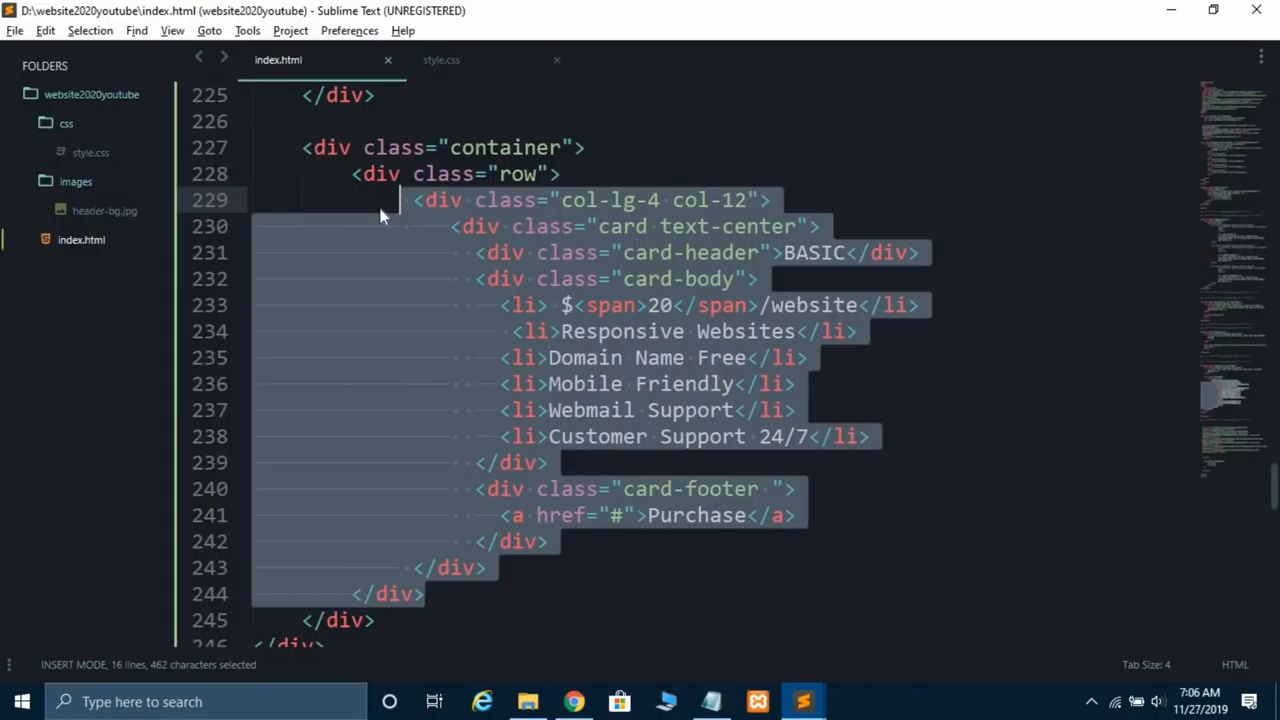 D:\website2020youtube\index.html (website2020youtube) - Sublime Text (UNREGISTERED)
File Edit Selection Find View Goto Tools Project Preferences Help
FOLDERS
website2020youtube
css
style.css
images
header-bg.jpg
index.html
index.html
style.css
225 </div>
226
227 <div class="container">
228 <div class="row">
229 <div class="col-lg-4 col-12">
230 <div class="card text-center ">
231 <div class="card-header">BASIC</div>
232 <div class="card-body">
233 <li> $<span>20</span>/website</li>
234 <li>Responsive Websites</li>
235 <li>Domain Name Free</li>
236 <li>Mobile Friendly</li>
237 <li>Webmail Support</li>
238 <li>Customer Support 24/7</li>
239 </div>
240 <div class="card-footer ">
241 <a href="#">Purchase</a>
242 </div>
243 </div>
244 </div>
245 </div>
246 </div>
INSERT MODE, 16 lines, 462 characters selected
Tab Size: 4
HTML
Type here to search
7:06 AM
11/27/2019